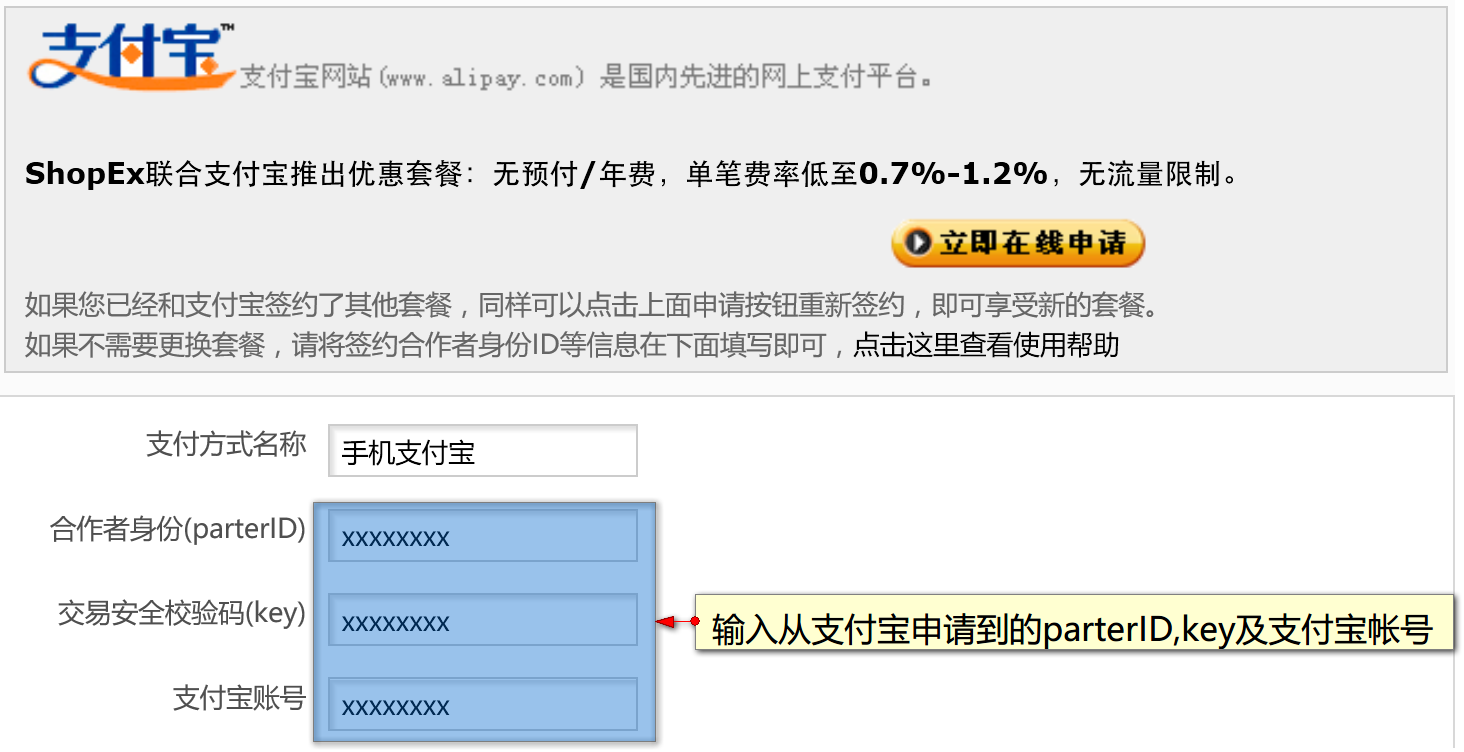 支付宝™
支付宝网站(www.alipay.com) 是国内先进的网上支付平台。
ShopEx联合支付宝推出优惠套餐：无预付/年费，单笔费率低至0.7%-1.2%，无流量限制。
立即在线申请
如果您已经和支付宝签约了其他套餐，同样可以点击上面申请按钮重新签约，即可享受新的套餐。
如果不需要更换套餐，请将签约合作者身份ID等信息在下面填写即可，点击这里查看使用帮助
支付方式名称 手机支付宝
合作者身份(parterID) xxxxxxxx
交易安全校验码(key) xxxxxxxx
输入从支付宝申请到的parterID,key及支付宝帐号
支付宝账号 xxxxxxxx